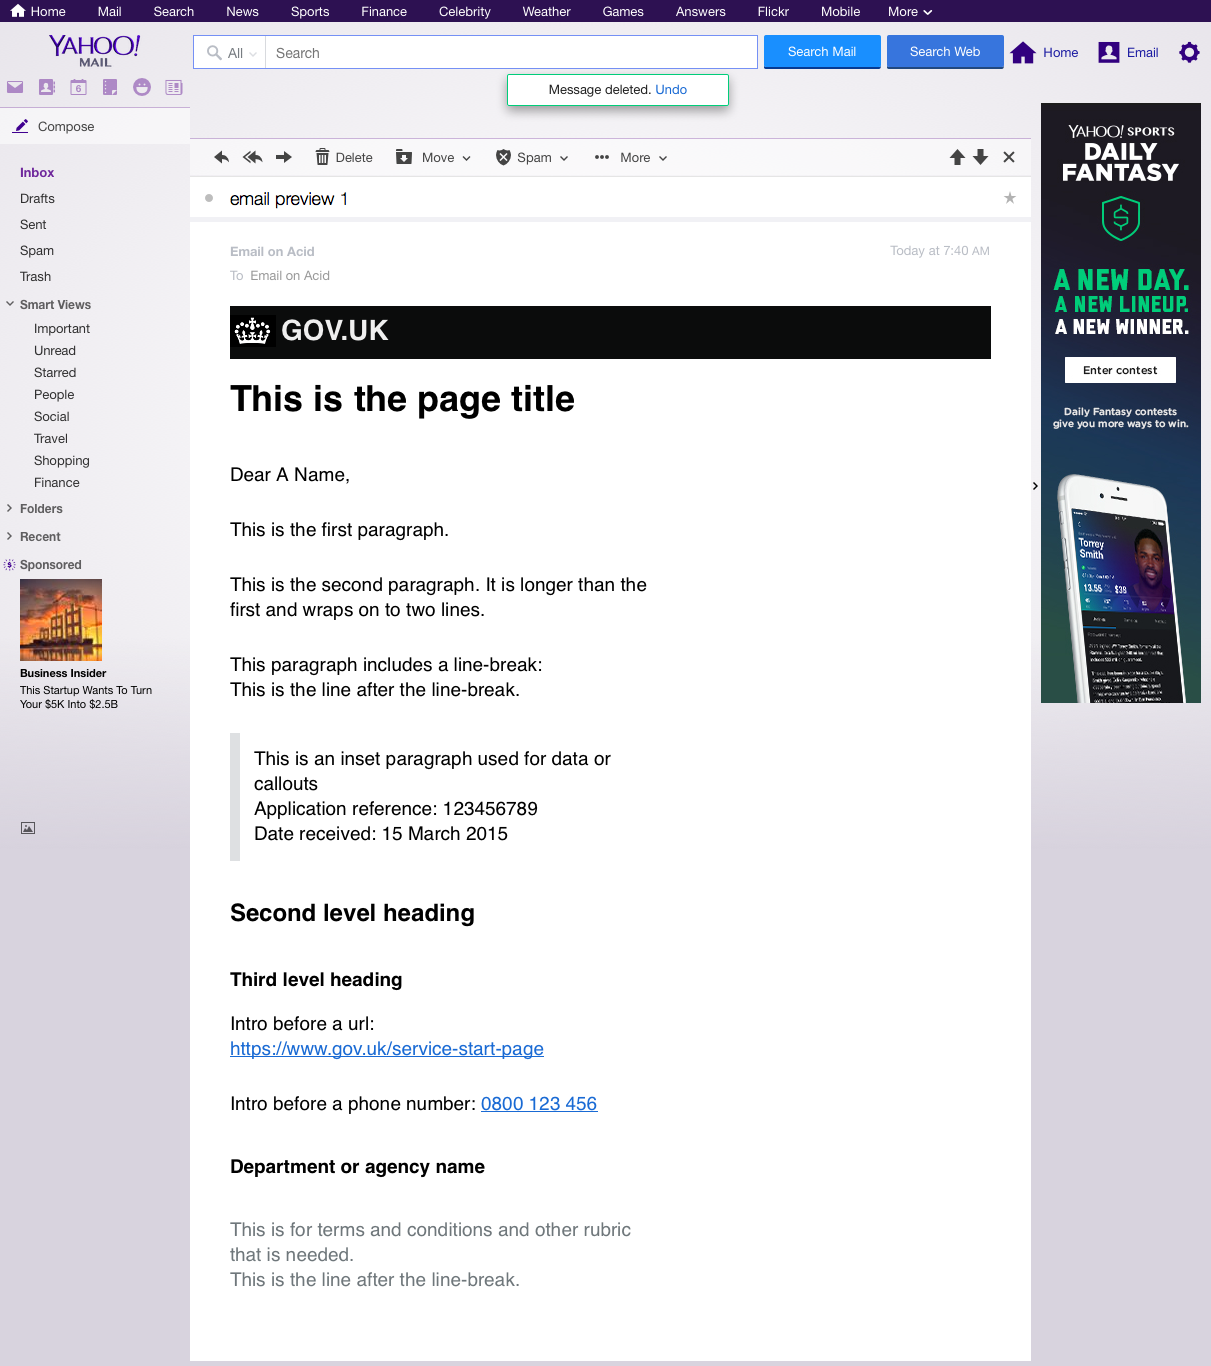 Home Mail Search News Sports Finance Celebrity Weather Games Answers Flickr Mobile More
YAHOO!
MAIL
All Search Search Mail Search Web Home Email
6
Message deleted. Undo
Compose
Delete Move Spam More
Inbox
Drafts
Sent
Spam
Trash
Smart Views
Important
Unread
Starred
People
Social
Travel
Shopping
Finance
Folders
Recent
Sponsored
Business Insider
This Startup Wants To Turn
Your $5K Into $2.5B
email preview 1
Email on Acid Today at 7:40 AM
To Email on Acid
GOV.UK
This is the page title
Dear A Name,
This is the first paragraph.
This is the second paragraph. It is longer than the
first and wraps on to two lines.
This paragraph includes a line-break:
This is the line after the line-break.
This is an inset paragraph used for data or
callouts
Application reference: 123456789
Date received: 15 March 2015
Second level heading
Third level heading
Intro before a url:
https://www.gov.uk/service-start-page
Intro before a phone number: 0800 123 456
Department or agency name
This is for terms and conditions and other rubric
that is needed.
This is the line after the line-break.
YAHOO! SPORTS
DAILY
FANTASY
$
A NEW DAY.
A NEW LINEUP.
A NEW WINNER.
Enter contest
Daily Fantasy contests
give you more ways to win.
Torrey
Smith
13.55 $38